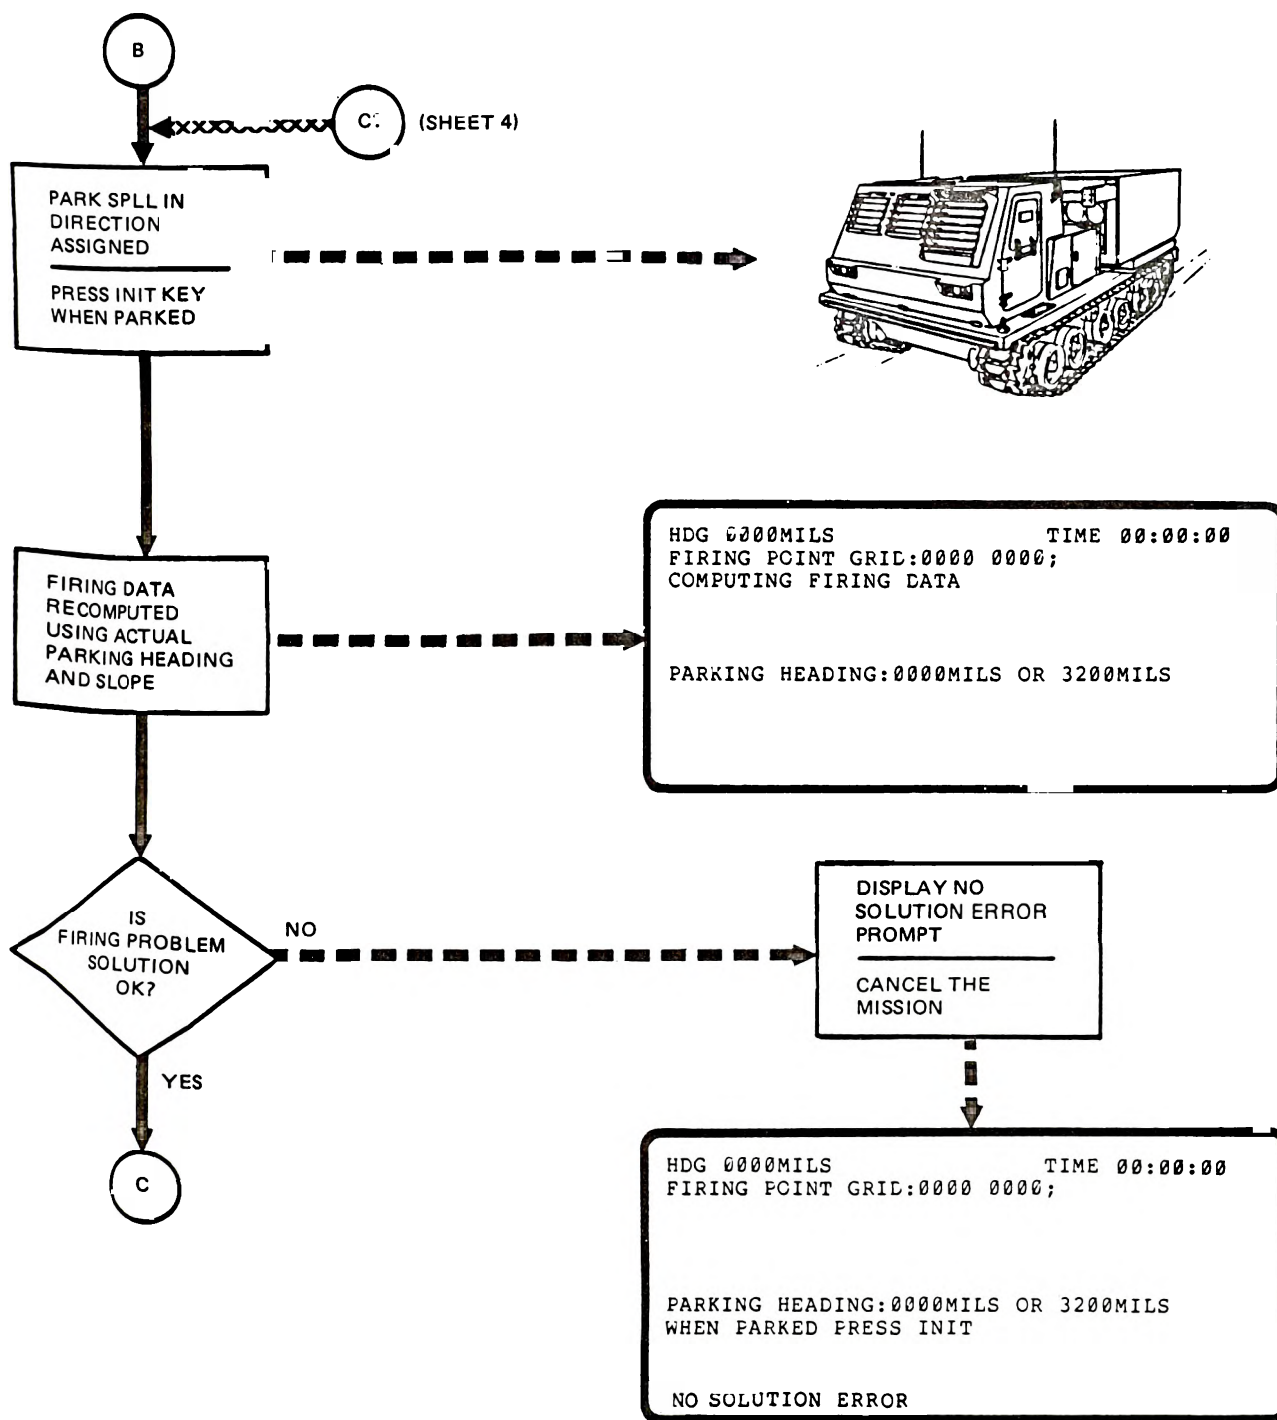 B
C1 (SHEET 4)
PARK SPLL IN
DIRECTION
ASSIGNED
PRESS INIT KEY
WHEN PARKED
HDG 0000MILS TIME 00:00:00
FIRING POINT GRID:0000 0000;
COMPUTING FIRING DATA
PARKING HEADING:0000MILS OR 3200MILS
FIRING DATA
RECOMPUTED
USING ACTUAL
PARKING HEADING
AND SLOPE
IS
FIRING PROBLEM
SOLUTION
OK?
NO
DISPLAY NO
SOLUTION ERROR
PROMPT
CANCEL THE
MISSION
YES
C
HDG 0000MILS TIME 00:00:00
FIRING POINT GRID:0000 0000;
PARKING HEADING:0000MILS OR 3200MILS
WHEN PARKED PRESS INIT
NO SOLUTION ERROR